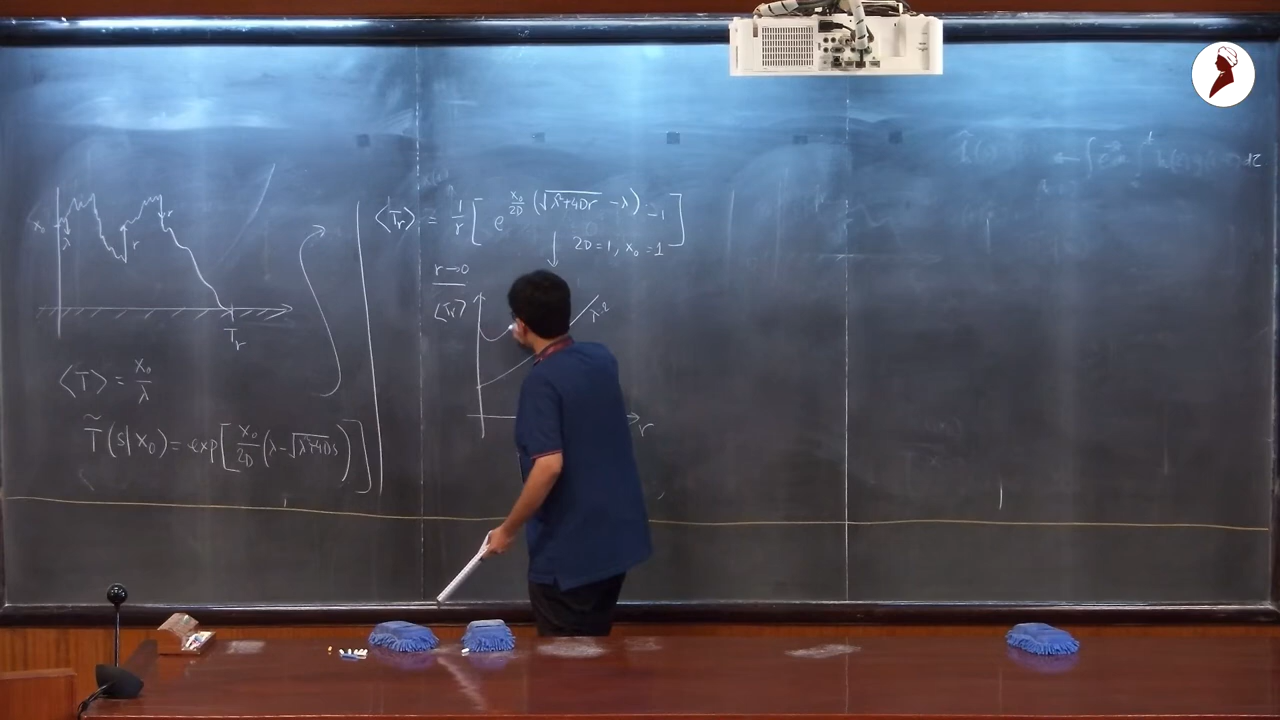 x₀
λ
r
r
T_r
⟨T⟩ = x₀/λ
T̃(s|x₀) = exp[x₀/2D (λ - √(λ²+4Ds))]
⟨T_r⟩ = 1/r [e^{x₀/2D (√(λ²+4Dr) - λ)} - 1]
2D=1, x₀=1
r→0
⟨T_r⟩
r